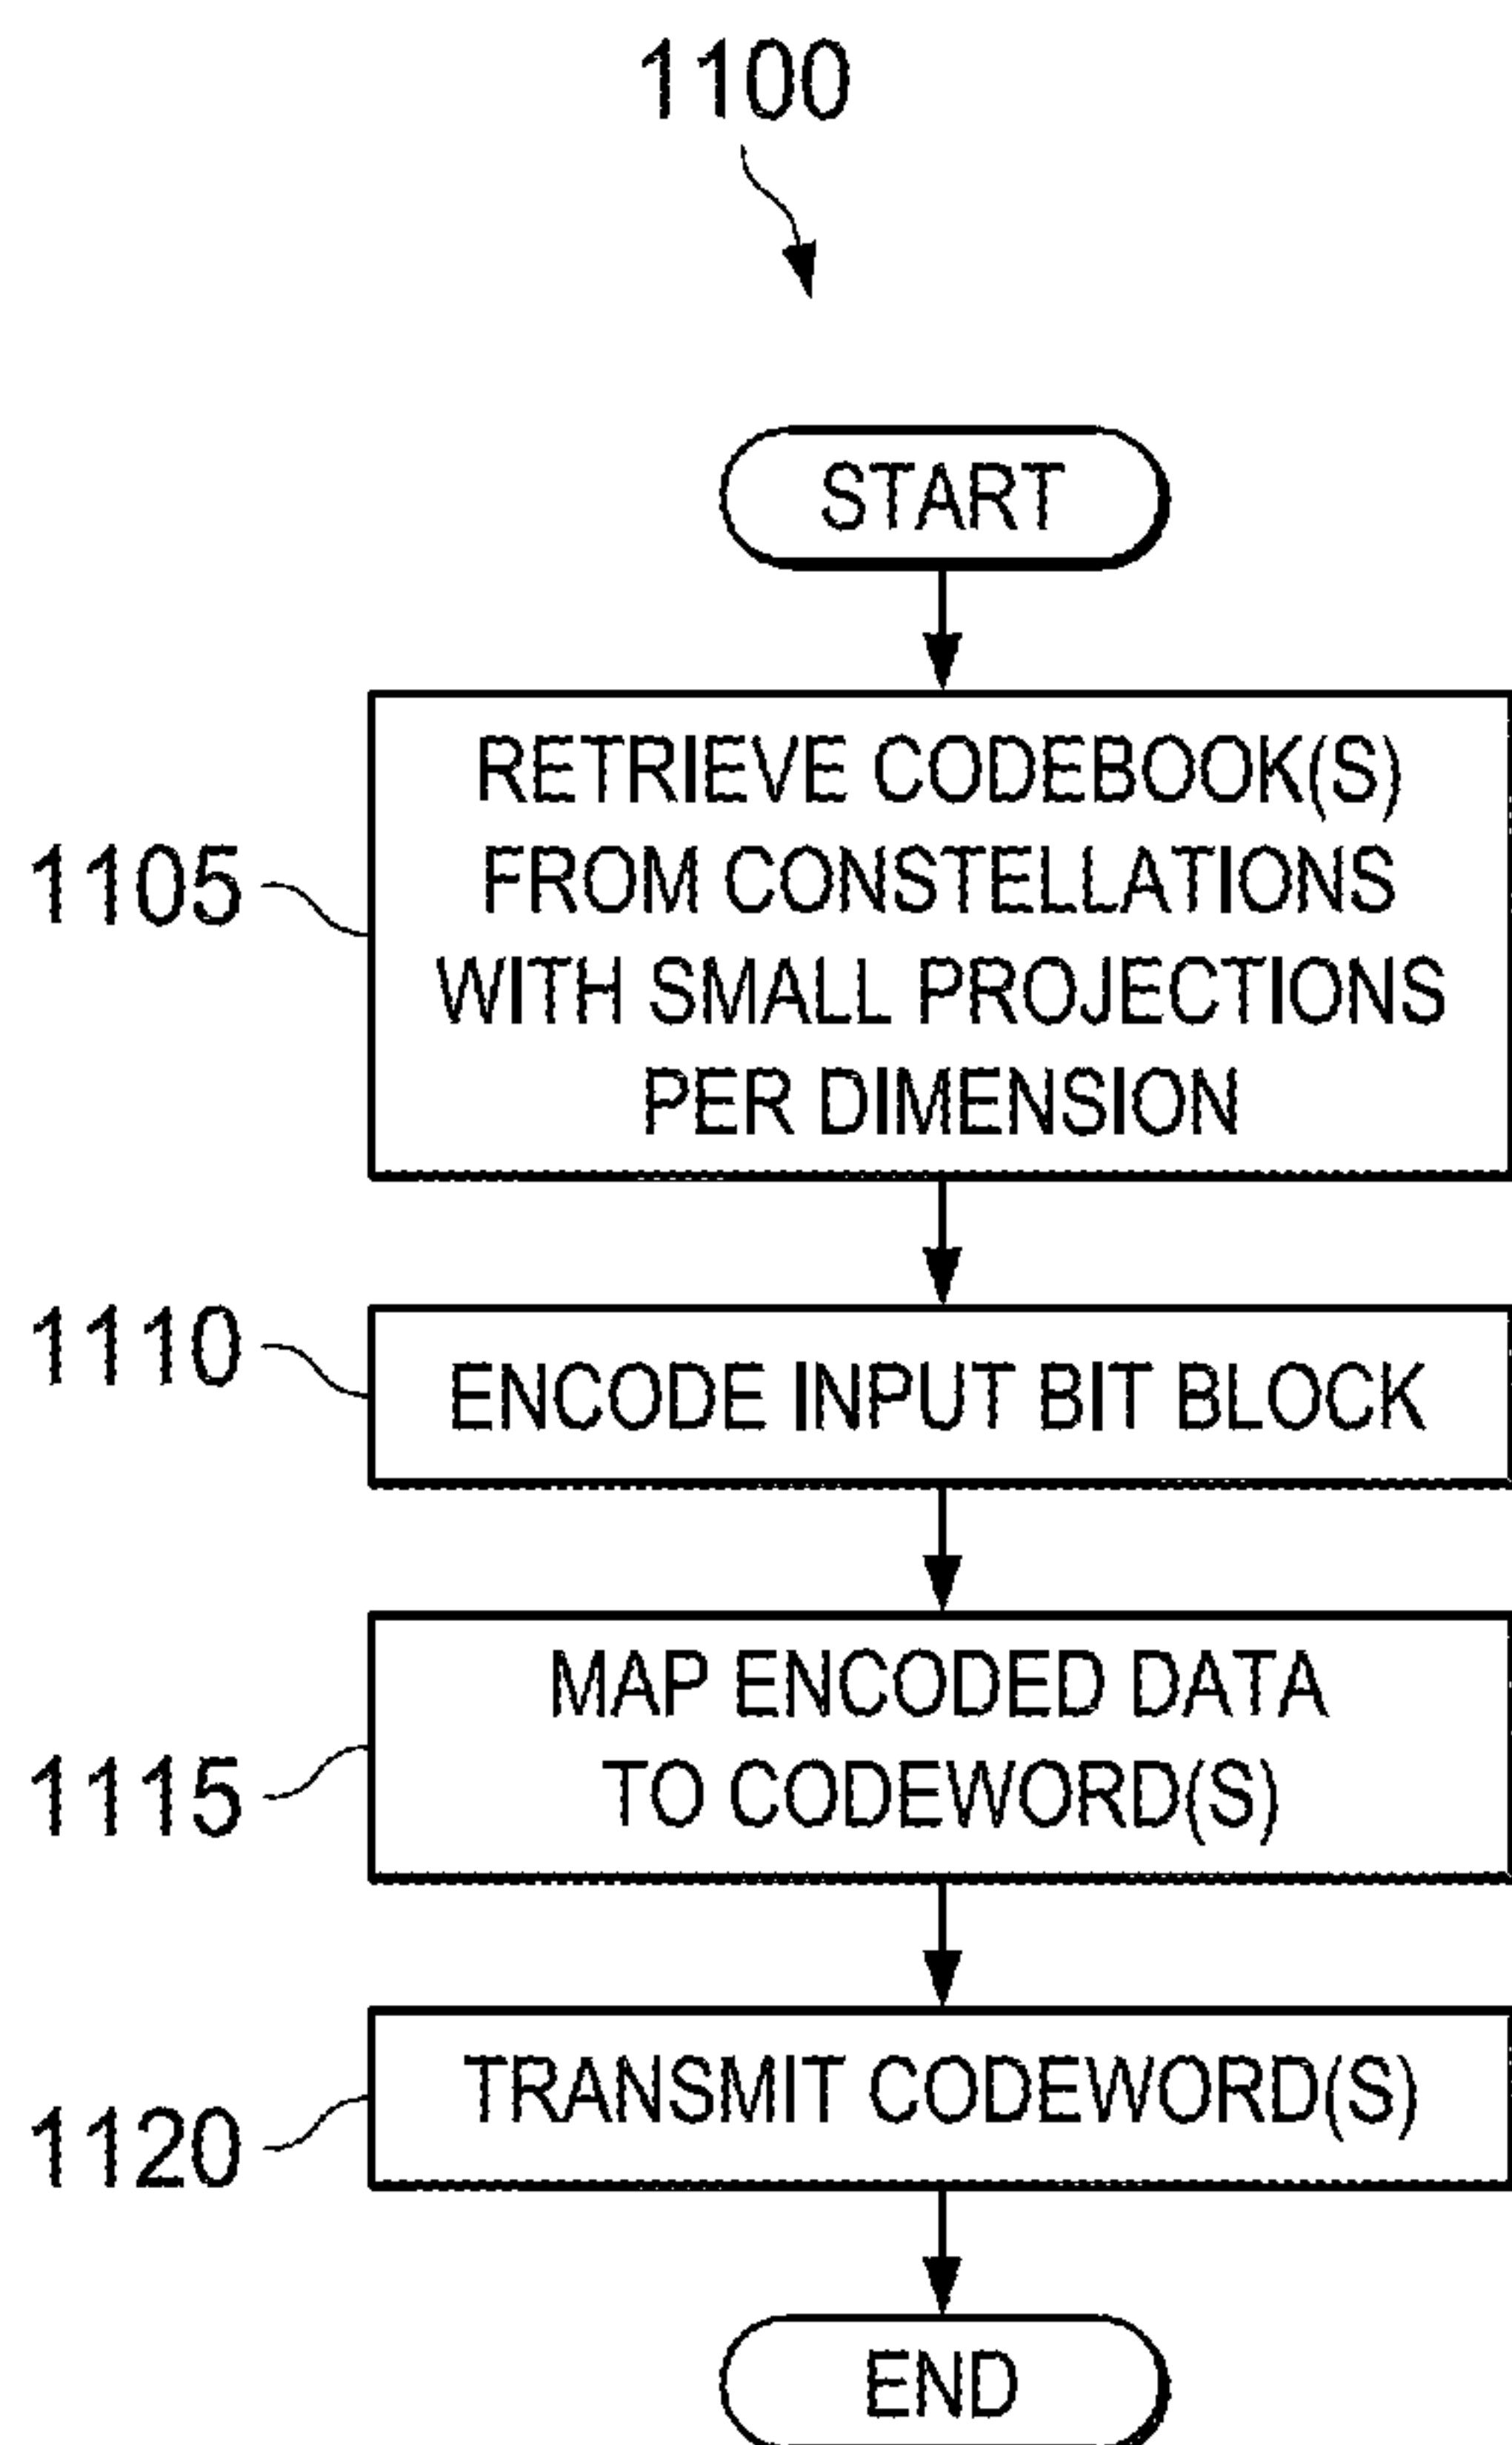 1100
START
RETRIEVE CODEBOOK(S)
FROM CONSTELLATIONS
WITH SMALL PROJECTIONS
PER DIMENSION
1105
1110
ENCODE INPUT BIT BLOCK
MAP ENCODED DATA
TO CODEWORD(S)
1115
TRANSMIT CODEWORD(S)
1120
END